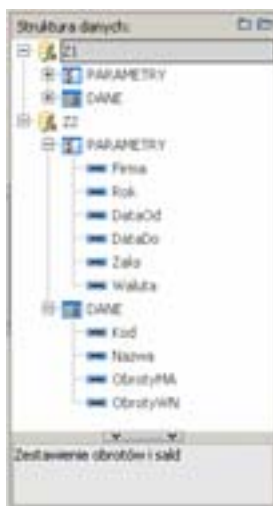 Struktura danych:
Z1
PARAMETRY
DANE
Z2
PARAMETRY
Firma
Rok
DataOd
DataDo
Zalo
Waluta
DANE
Kod
Nazwa
ObrotyMA
ObrotyWN
Zestawienie obrotów i sald